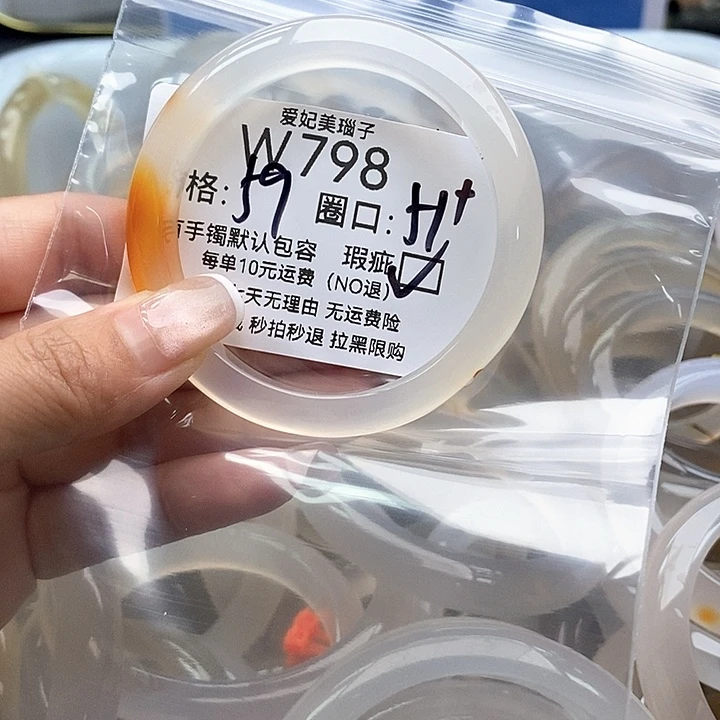 爱妃美瑙子
W798
格: 59 圈口:
手镯默认包容 瑕疵
每单10元运费（NO退）
天无理由 无运费险
秒拍秒退 拉黑限购